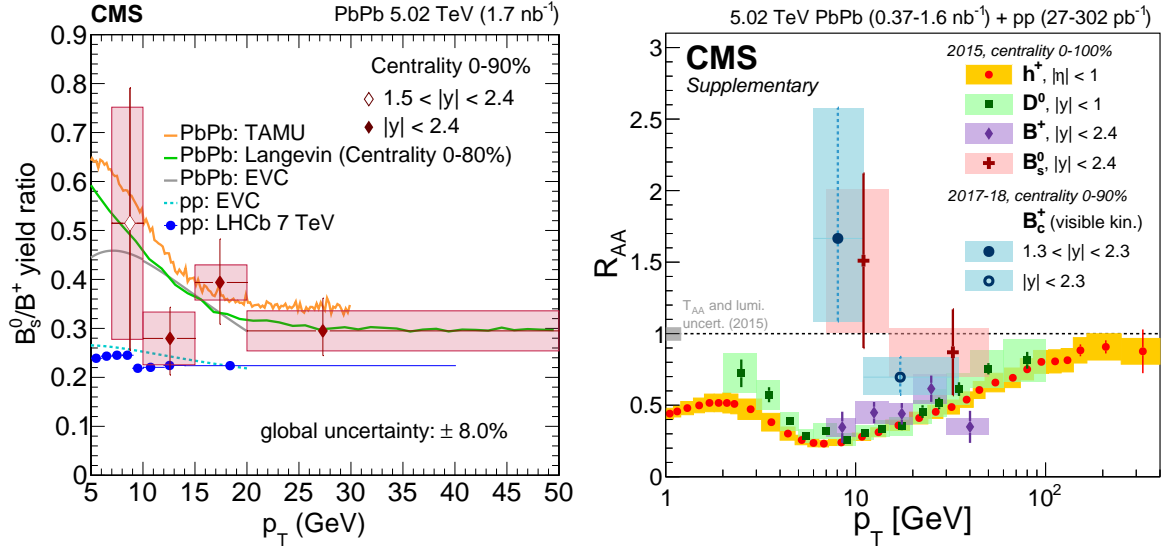 CMS
PbPb 5.02 TeV (1.7 nb⁻¹)
B⁰ₛ/B⁺ yield ratio
0.9
0.8
0.7
0.6
0.5
0.4
0.3
0.2
0.1
0
Centrality 0-90%
1.5 < |y| < 2.4
|y| < 2.4
PbPb: TAMU
PbPb: Langevin (Centrality 0-80%)
PbPb: EVC
pp: EVC
pp: LHCb 7 TeV
global uncertainty: ± 8.0%
5 10 15 20 25 30 35 40 45 50
p_T (GeV)
5.02 TeV PbPb (0.37-1.6 nb⁻¹) + pp (27-302 pb⁻¹)
CMS
Supplementary
R_AA
3
2.5
2
1.5
1
0.5
0
2015, centrality 0-100%
h⁺, |η| < 1
D⁰, |y| < 1
B⁺, |y| < 2.4
B⁰ₛ, |y| < 2.4
2017-18, centrality 0-90%
B⁺_c (visible kin.)
1.3 < |y| < 2.3
|y| < 2.3
T_AA and lumi.
uncert. (2015)
1 10 10²
p_T [GeV]